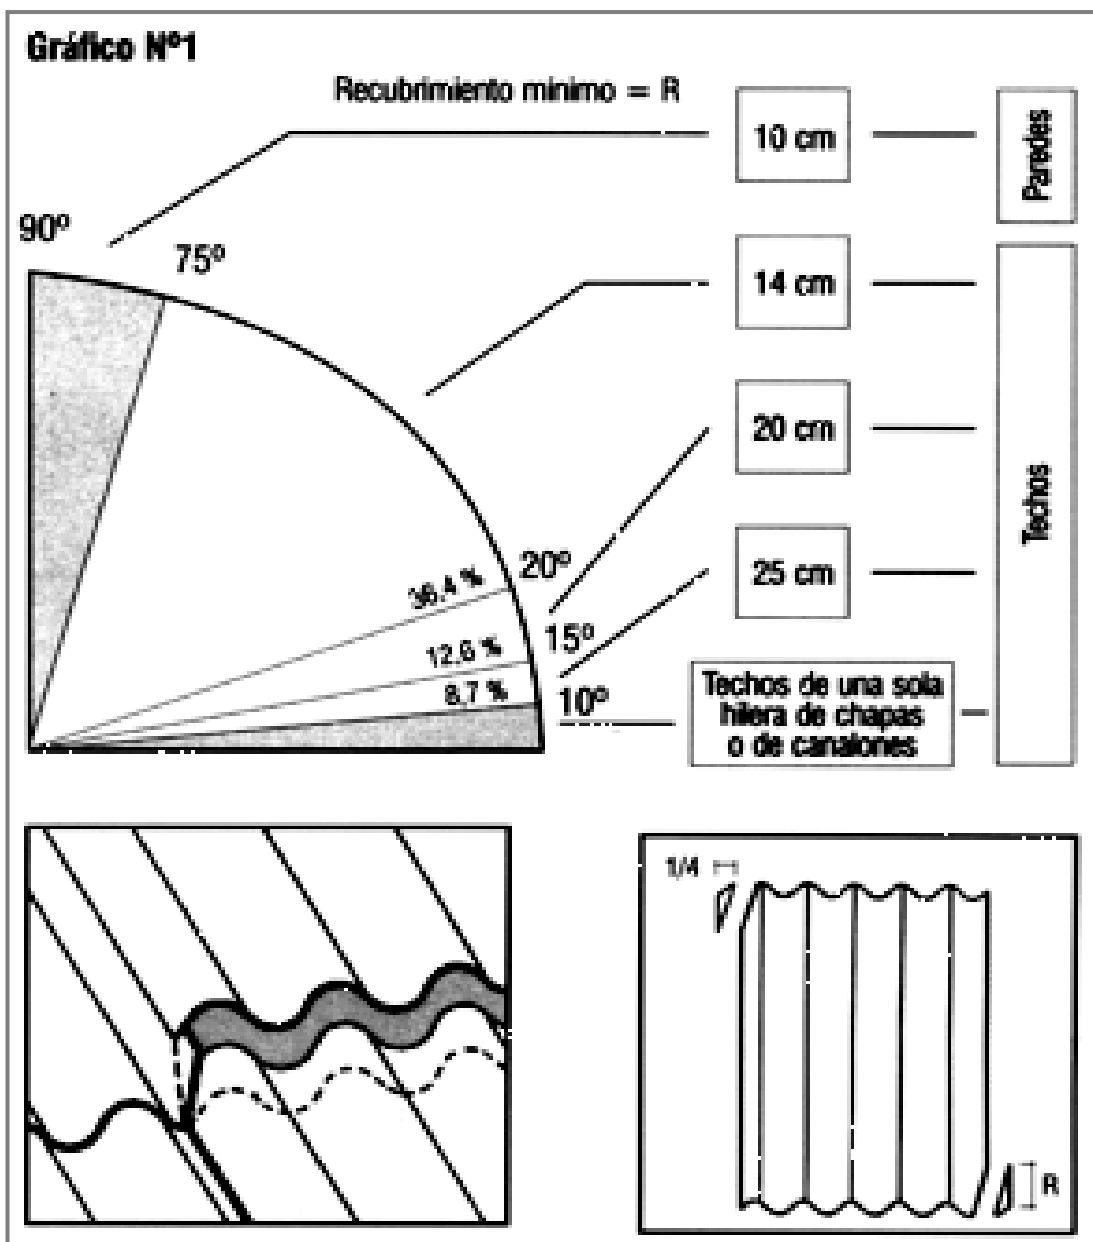 Gráfico Nº1
Recubrimiento mínimo = R
10 cm
Paredes
90º
75º
14 cm
20 cm
Techos
36,4 %
20º
25 cm
12,6 %
15º
8,7 %
10º
Techos de una sola
hilera de chapas
o de canalones
1/4
R